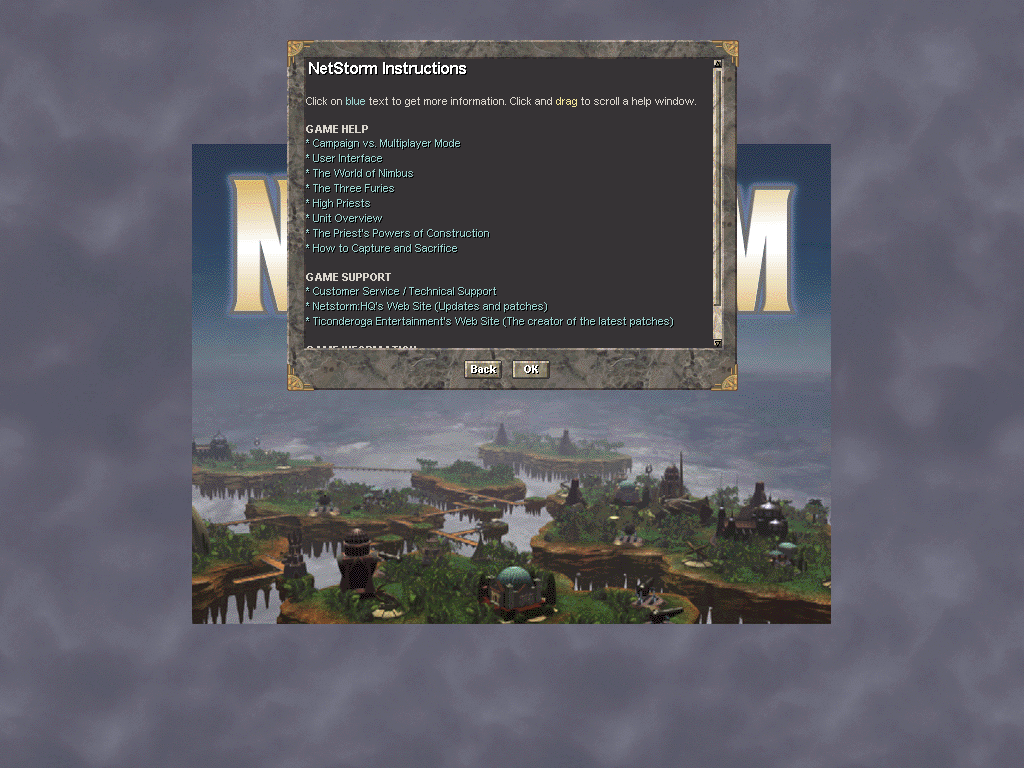 NetStorm Instructions
Click on blue text to get more information. Click and drag to scroll a help window.
GAME HELP
* Campaign vs. Multiplayer Mode
* User Interface
* The World of Nimbus
* The Three Furies
* High Priests
* Unit Overview
* The Priest's Powers of Construction
* How to Capture and Sacrifice
GAME SUPPORT
* Customer Service / Technical Support
* Netstorm:HQ's Web Site (Updates and patches)
* Ticonderoga Entertainment's Web Site (The creator of the latest patches)
GAME INFORMATION
Back OK
N M